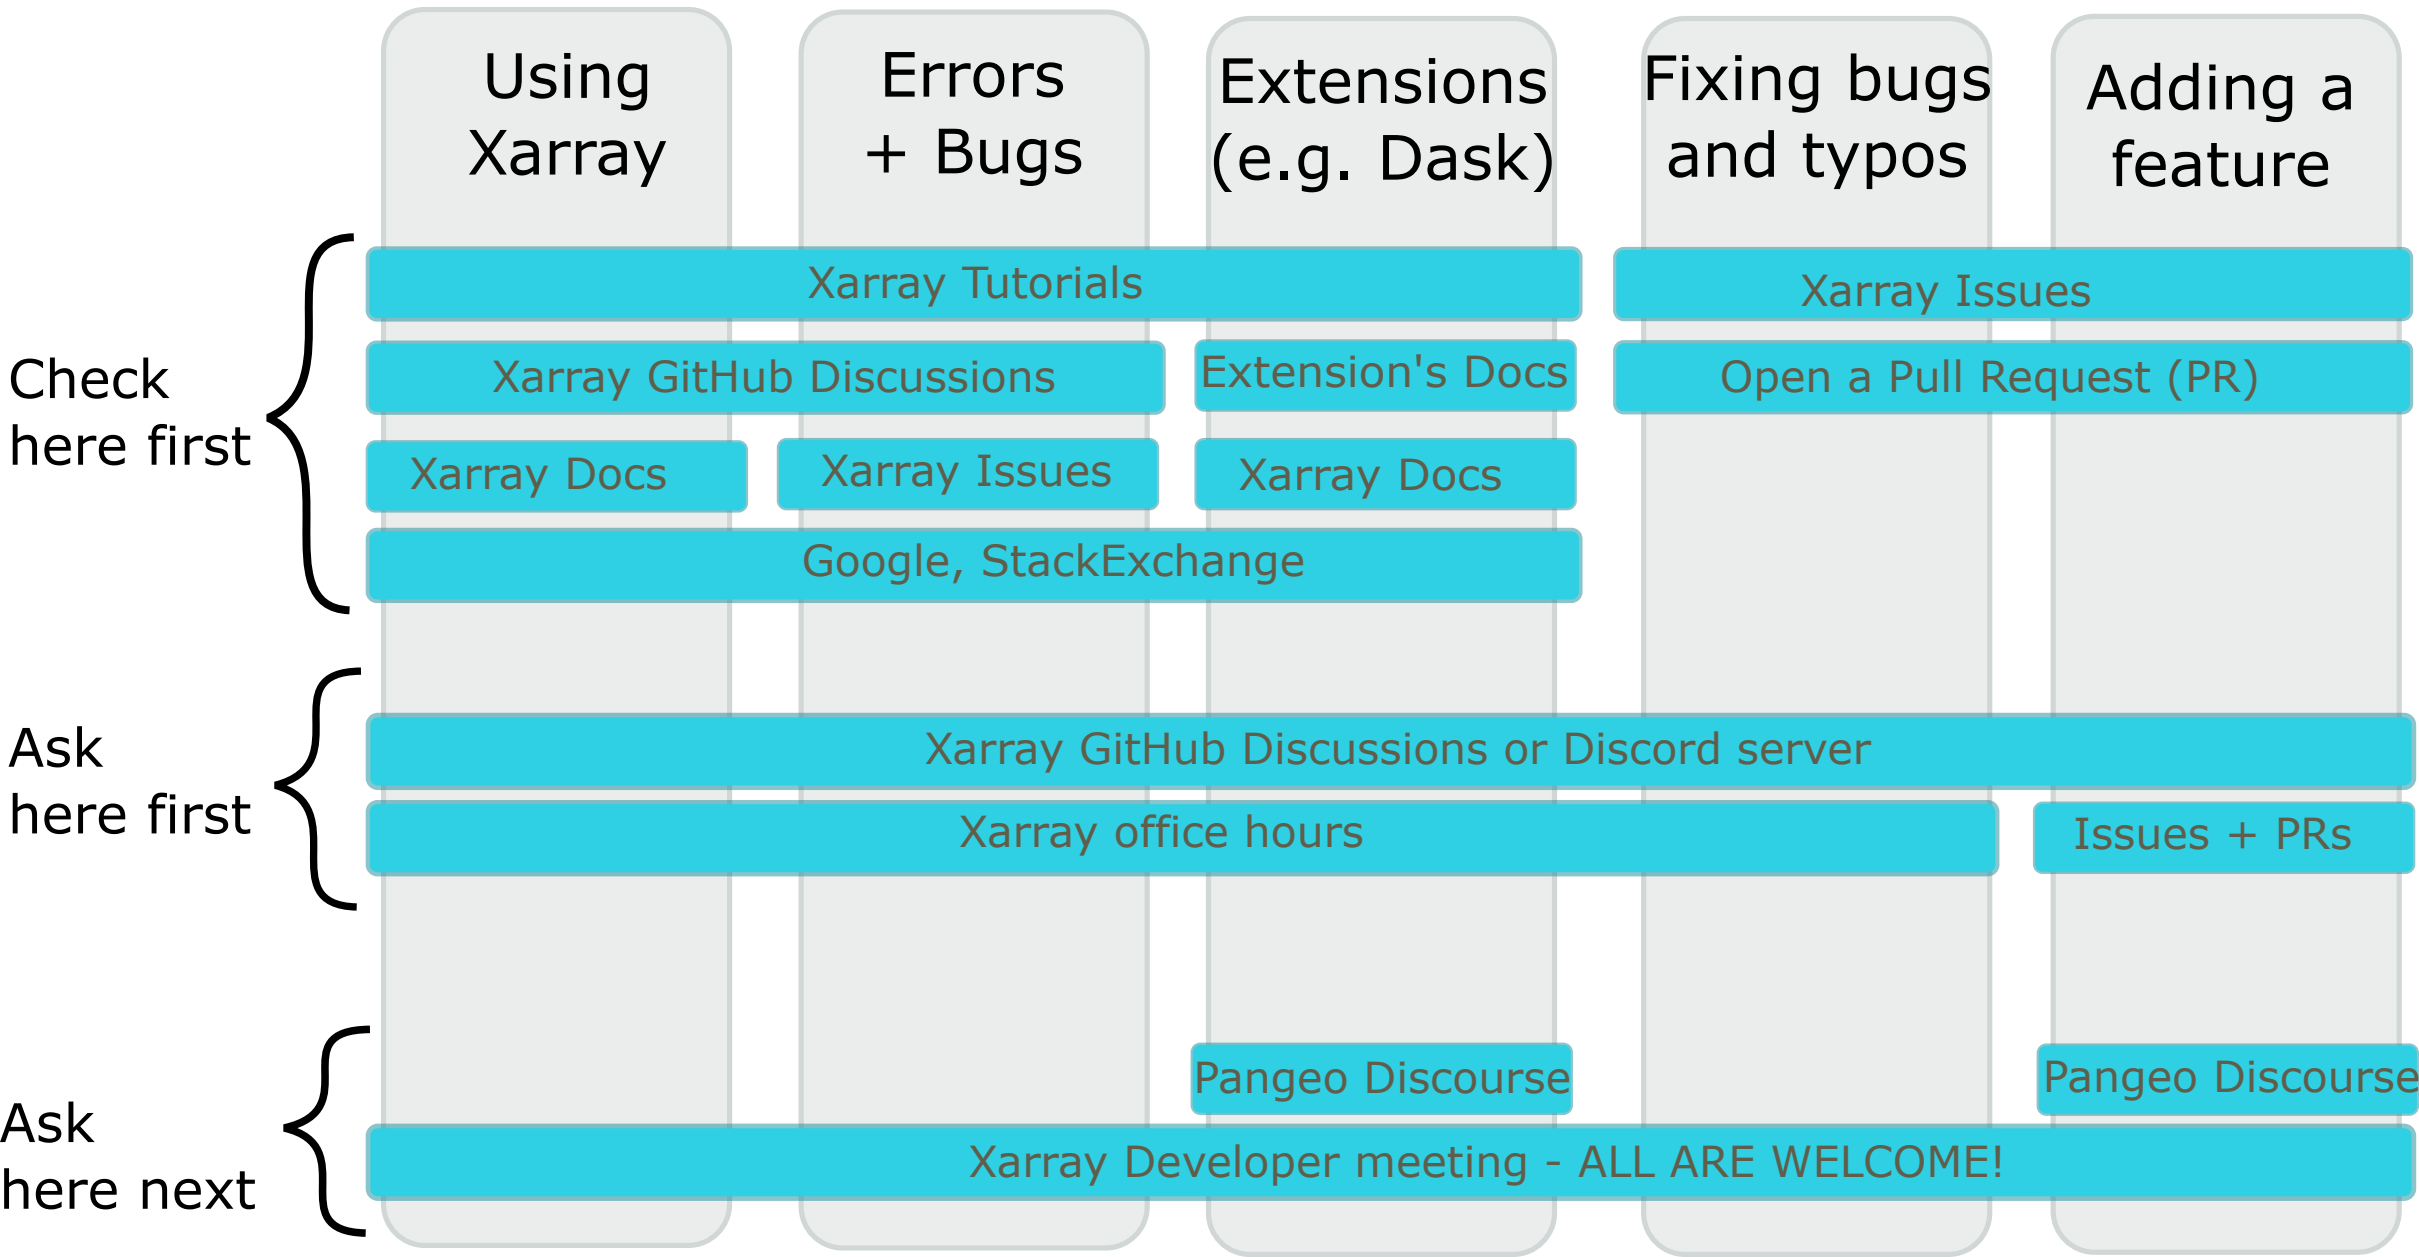 Using
Xarray
Errors
+ Bugs
Extensions
(e.g. Dask)
Fixing bugs
and typos
Adding a
feature
Check
here first
Xarray Tutorials
Xarray Issues
Xarray GitHub Discussions
Extension's Docs
Open a Pull Request (PR)
Xarray Docs
Xarray Issues
Xarray Docs
Google, StackExchange
Ask
here first
Xarray GitHub Discussions or Discord server
Xarray office hours
Issues + PRs
Ask
here next
Pangeo Discourse
Pangeo Discourse
Xarray Developer meeting - ALL ARE WELCOME!